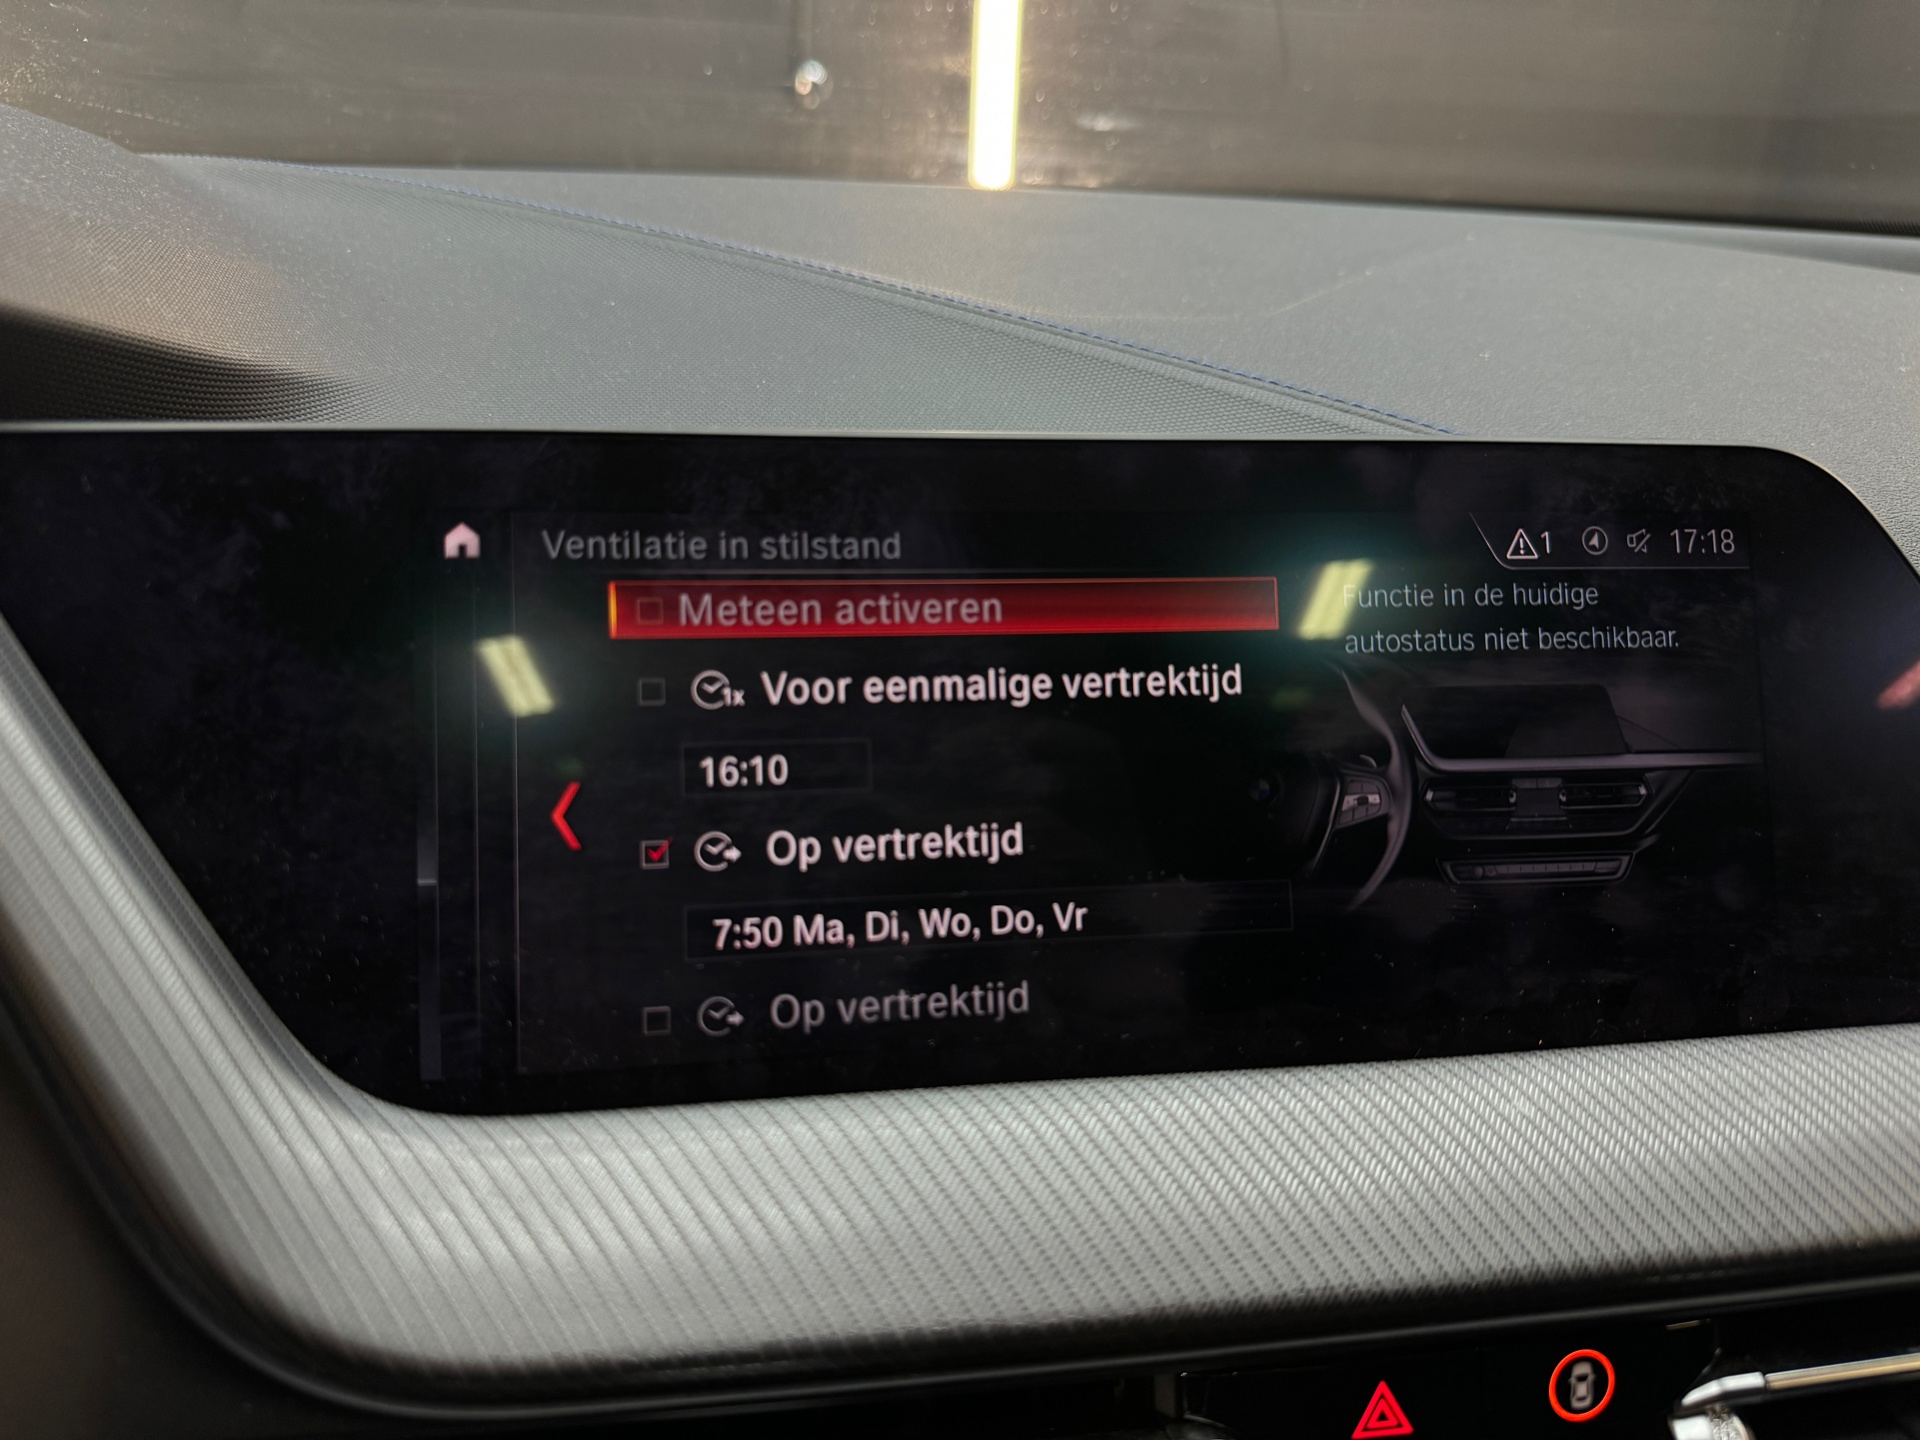 Ventilatie in stilstand
1 17:18
Meteen activeren
Functie in de huidige
autostatus niet beschikbaar.
1x Voor eenmalige vertrektijd
16:10
Op vertrektijd
7:50 Ma, Di, Wo, Do, Vr
Op vertrektijd